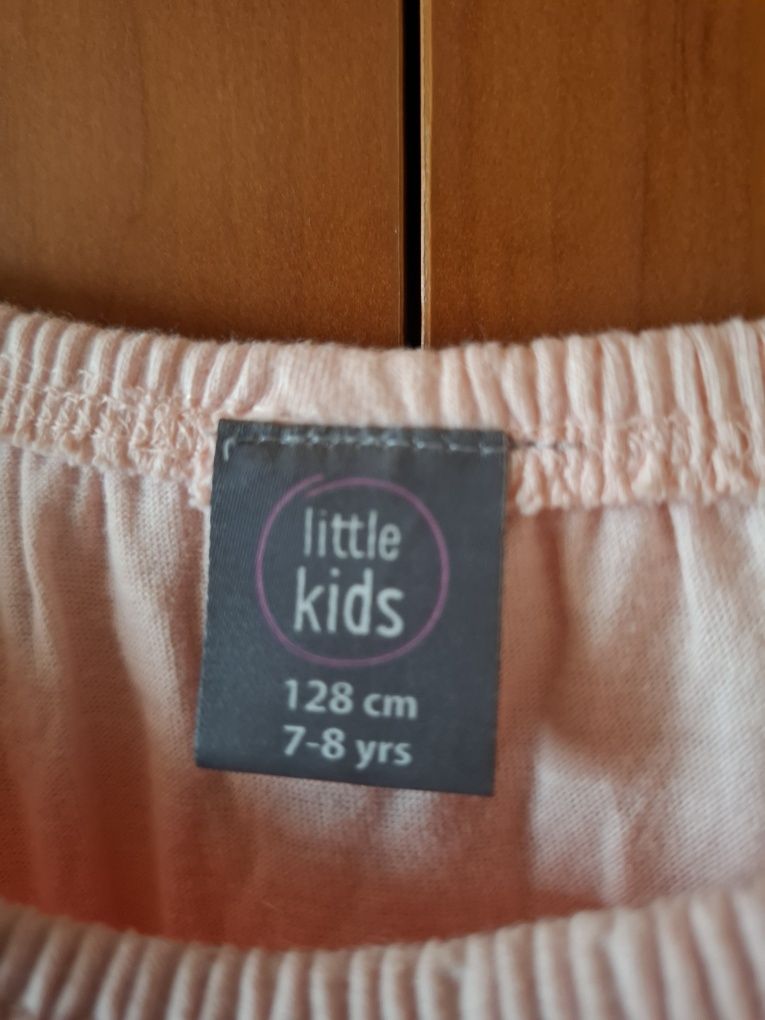 little
kids
128 cm
7-8 yrs